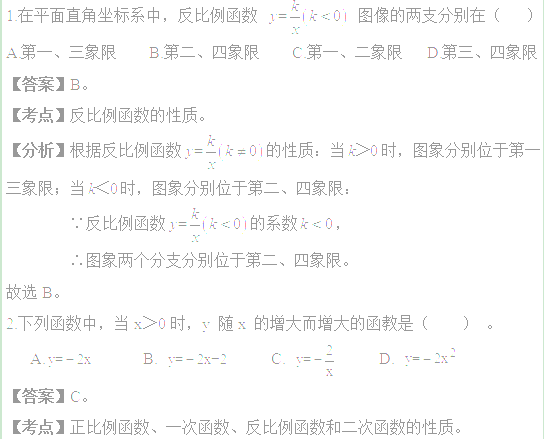 1.在平面直角坐标系中，反比例函数 y=k/x(k<0) 图像的两支分别在（　）
A.第一、三象限　B.第二、四象限　C.第一、二象限　D.第三、四象限
【答案】B。
【考点】反比例函数的性质。
【分析】根据反比例函数y=k/x(k≠0)的性质：当k>0时，图象分别位于第一
三象限；当k<0时，图象分别位于第二、四象限：
∵反比例函数y=k/x(k<0)的系数k<0，
∴图象两个分支分别位于第二、四象限。
故选B。
2.下列函数中，当x>0时，y 随x 的增大而增大的函教是（　　）。
A.y=-2x　B. y=-2x-2　C. y=-2/x　D. y=-2x²
【答案】C。
【考点】正比例函数、一次函数、反比例函数和二次函数的性质。